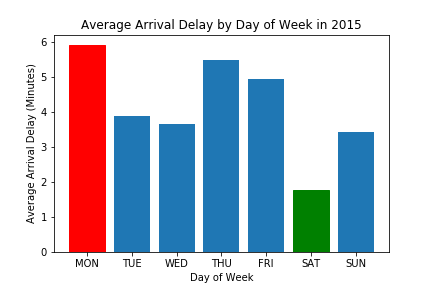 Average Arrival Delay by Day of Week in 2015
Average Arrival Delay (Minutes)
6
5
4
3
2
1
0
MON TUE WED THU FRI SAT SUN
Day of Week